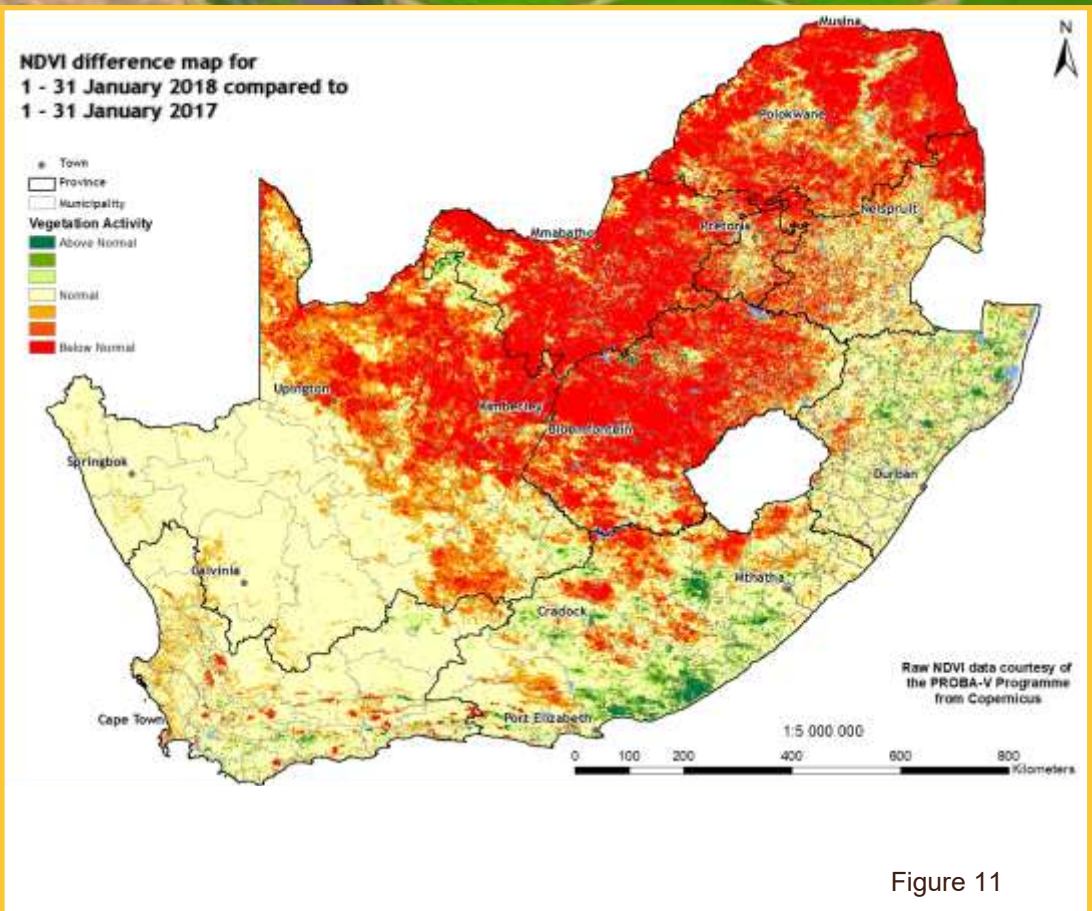 NDVI difference map for
1 - 31 January 2018 compared to
1 - 31 January 2017
N
Town
Province
Municipality
Vegetation Activity
Above Normal
Normal
Below Normal
Musina
Polokwane
Nelspruit
Pretoria
Mmabatho
Upington
Kimberley
Bloemfontein
Springbok
Durban
Calvinia
Mthatha
Cradock
Cape Town
Port Elizabeth
Raw NDVI data courtesy of
the PROBA-V Programme
from Copernicus
1:5 000 000
0 100 200 400 600 800
Kilometers
Figure 11